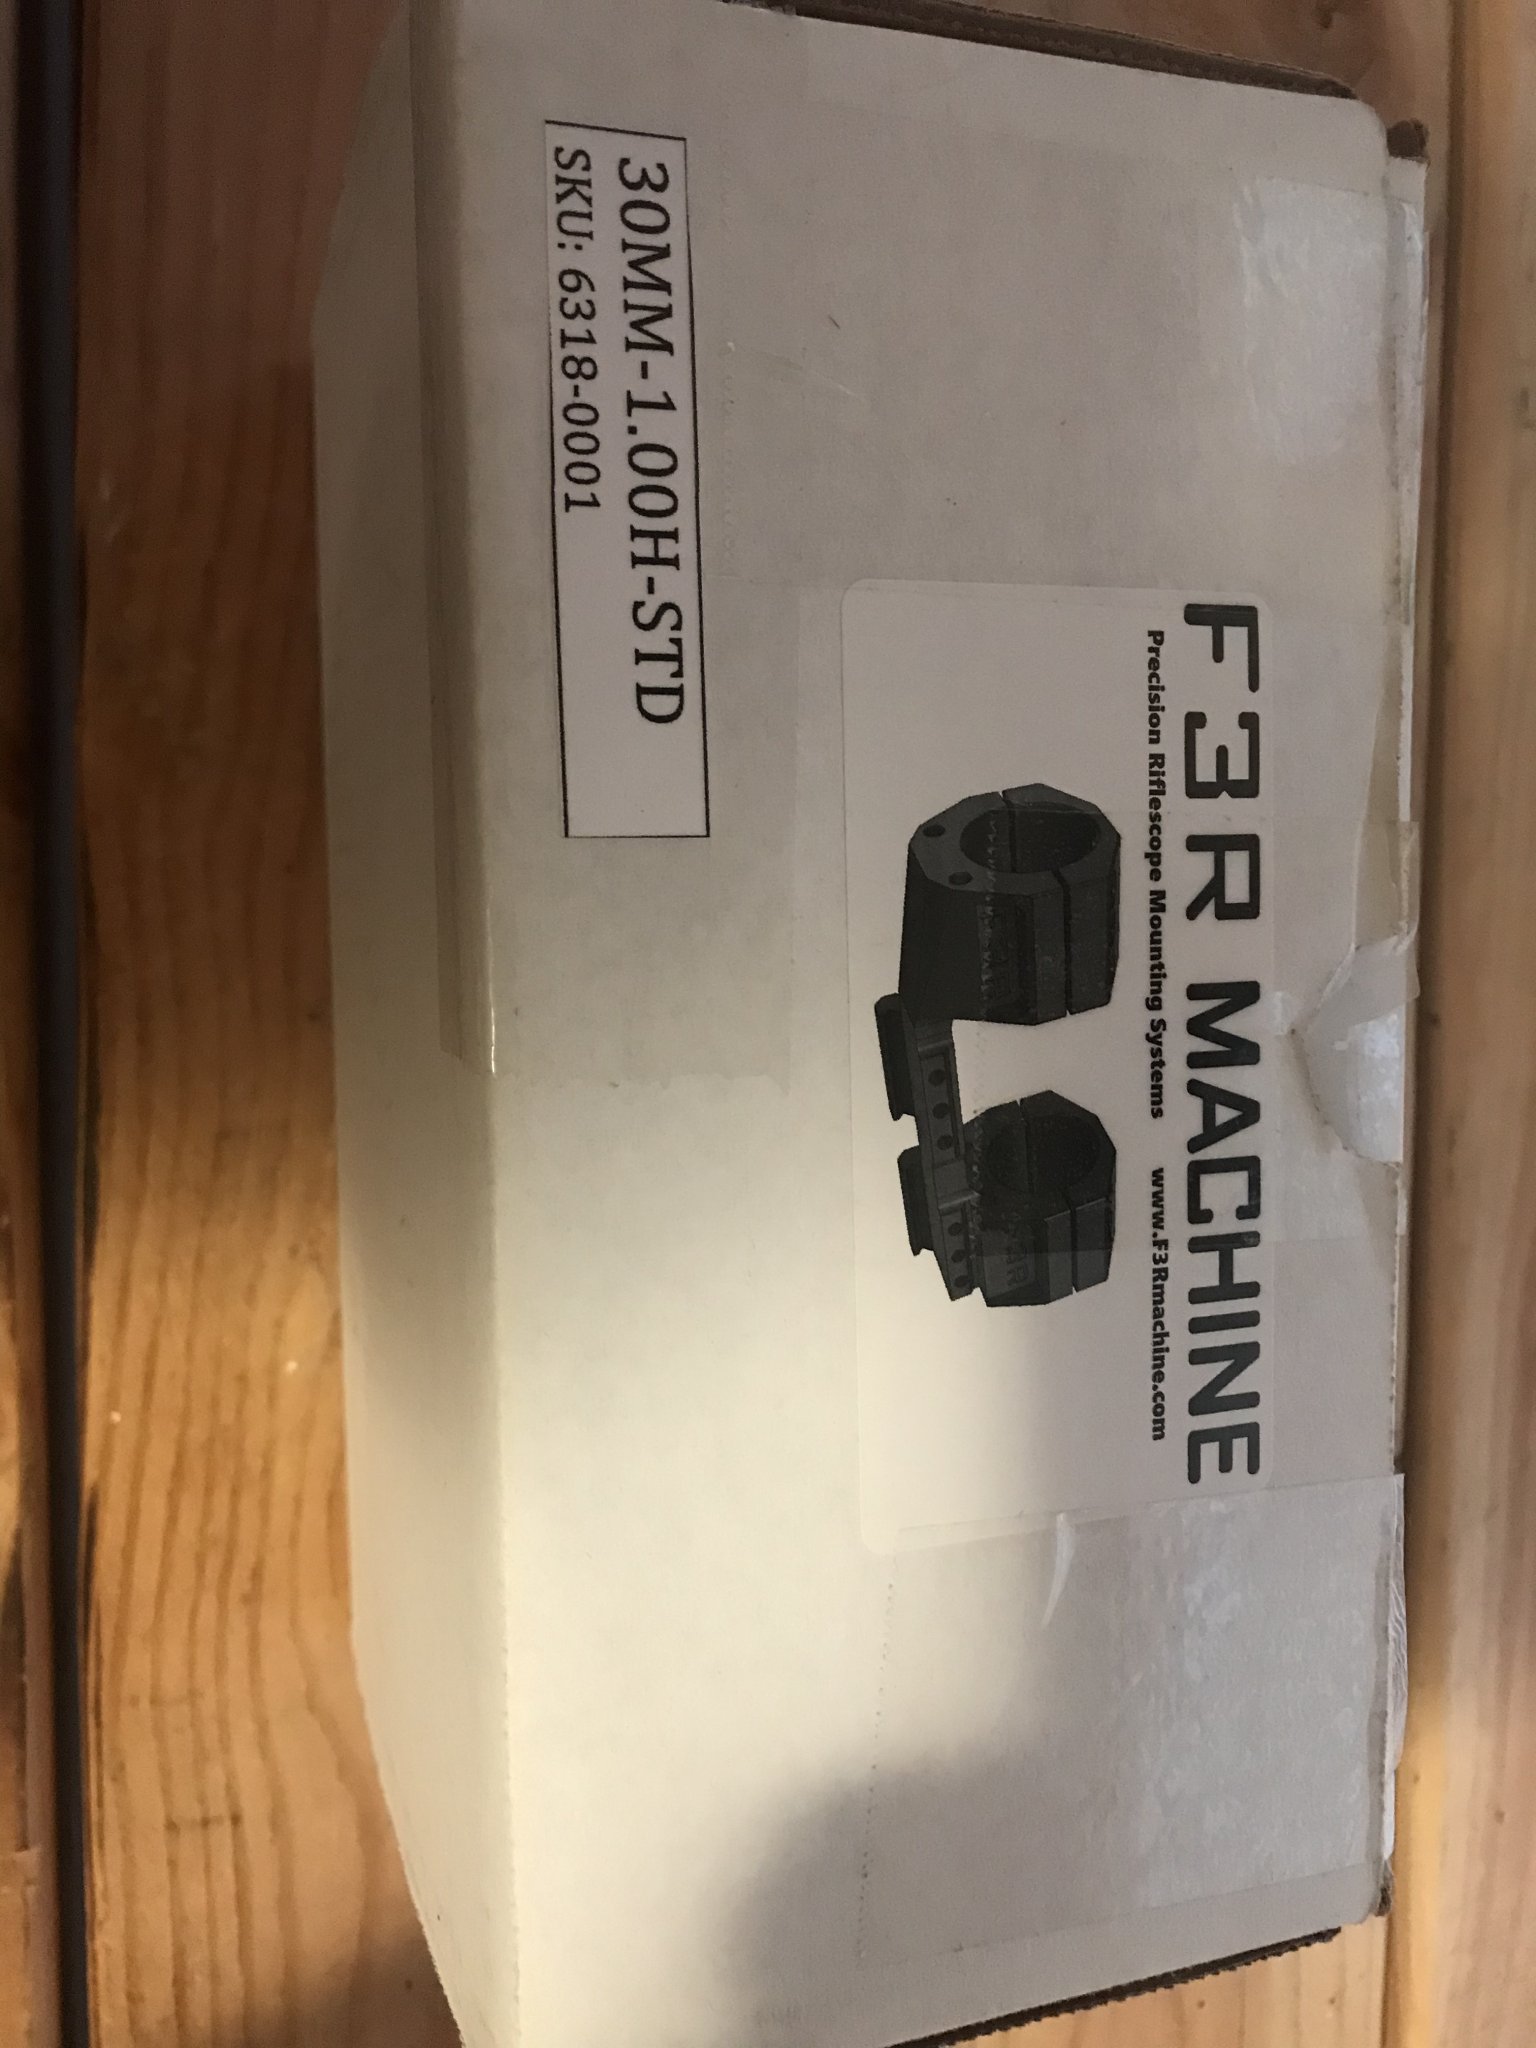 F3R MACHINE
Precision Riflescope Mounting Systems www.F3Rmachine.com
30MM-1.00H-STD
SKU: 6318-0001